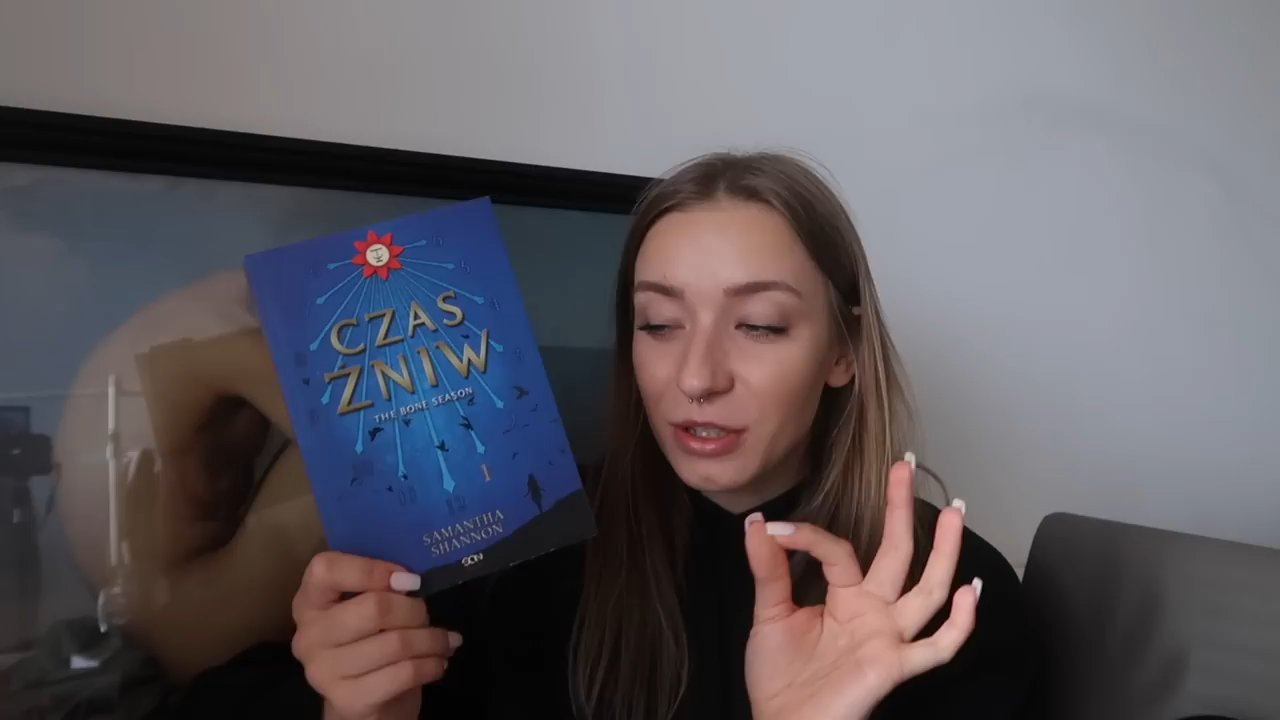 CZAS
ŻNIW
THE BONE SEASON
1
SAMANTHA
SHANNON
SQN